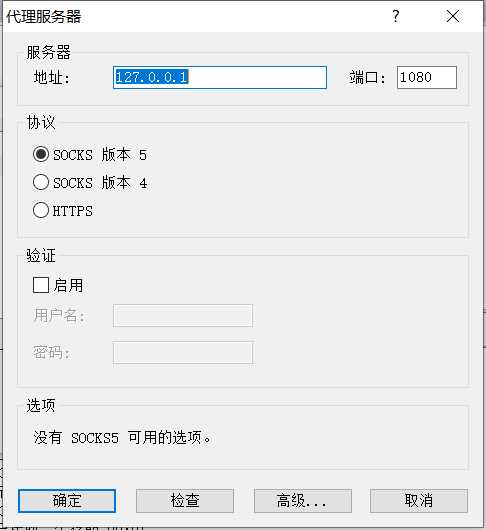 代理服务器
服务器
地址: 127.0.0.1 端口: 1080
协议
SOCKS 版本 5
SOCKS 版本 4
HTTPS
验证
启用
用户名:
密码:
选项
没有 SOCKS5 可用的选项。
确定 检查 高级... 取消